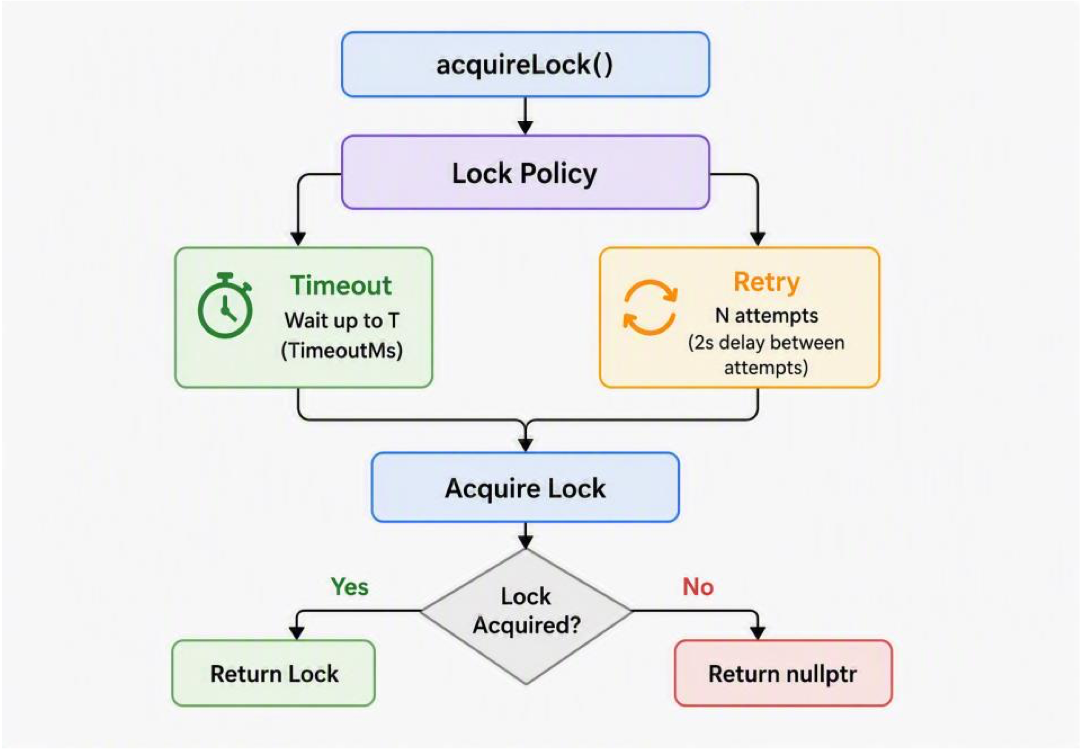 acquireLock()
Lock Policy
Timeout
Wait up to T
(TimeoutMs)
Retry
N attempts
(2s delay between
attempts)
Acquire Lock
Lock
Acquired?
Yes
No
Return Lock
Return nullptr